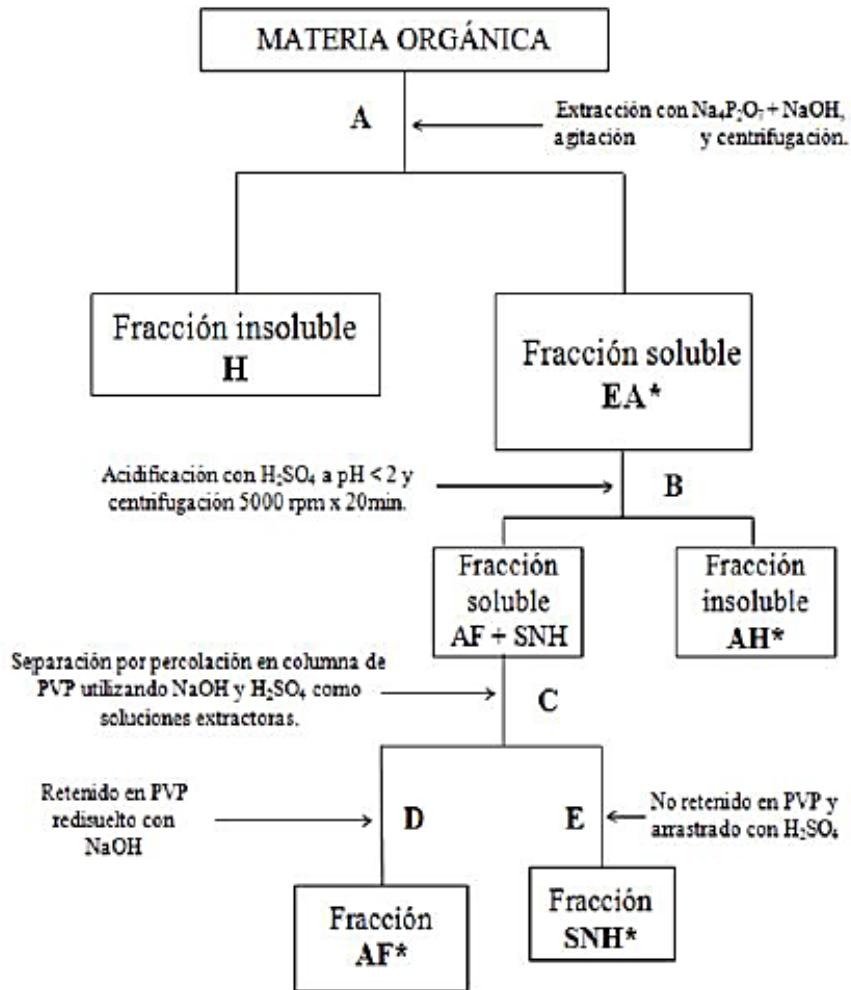 MATERIA ORGÁNICA
A
Extracción con Na₄P₂O₇ + NaOH,
agitación y centrifugación.
Fracción insoluble
H
Fracción soluble
EA*
Acidificación con H₂SO₄ a pH < 2 y
centrifugación 5000 rpm x 20min.
B
Fracción
soluble
AF + SNH
Fracción
insoluble
AH*
Separación por percolación en columna de
PVP utilizando NaOH y H₂SO₄ como
soluciones extractoras.
C
Retenido en PVP
redisuelto con
NaOH
D
E
No retenido en PVP y
arrastrado con H₂SO₄
Fracción
AF*
Fracción
SNH*